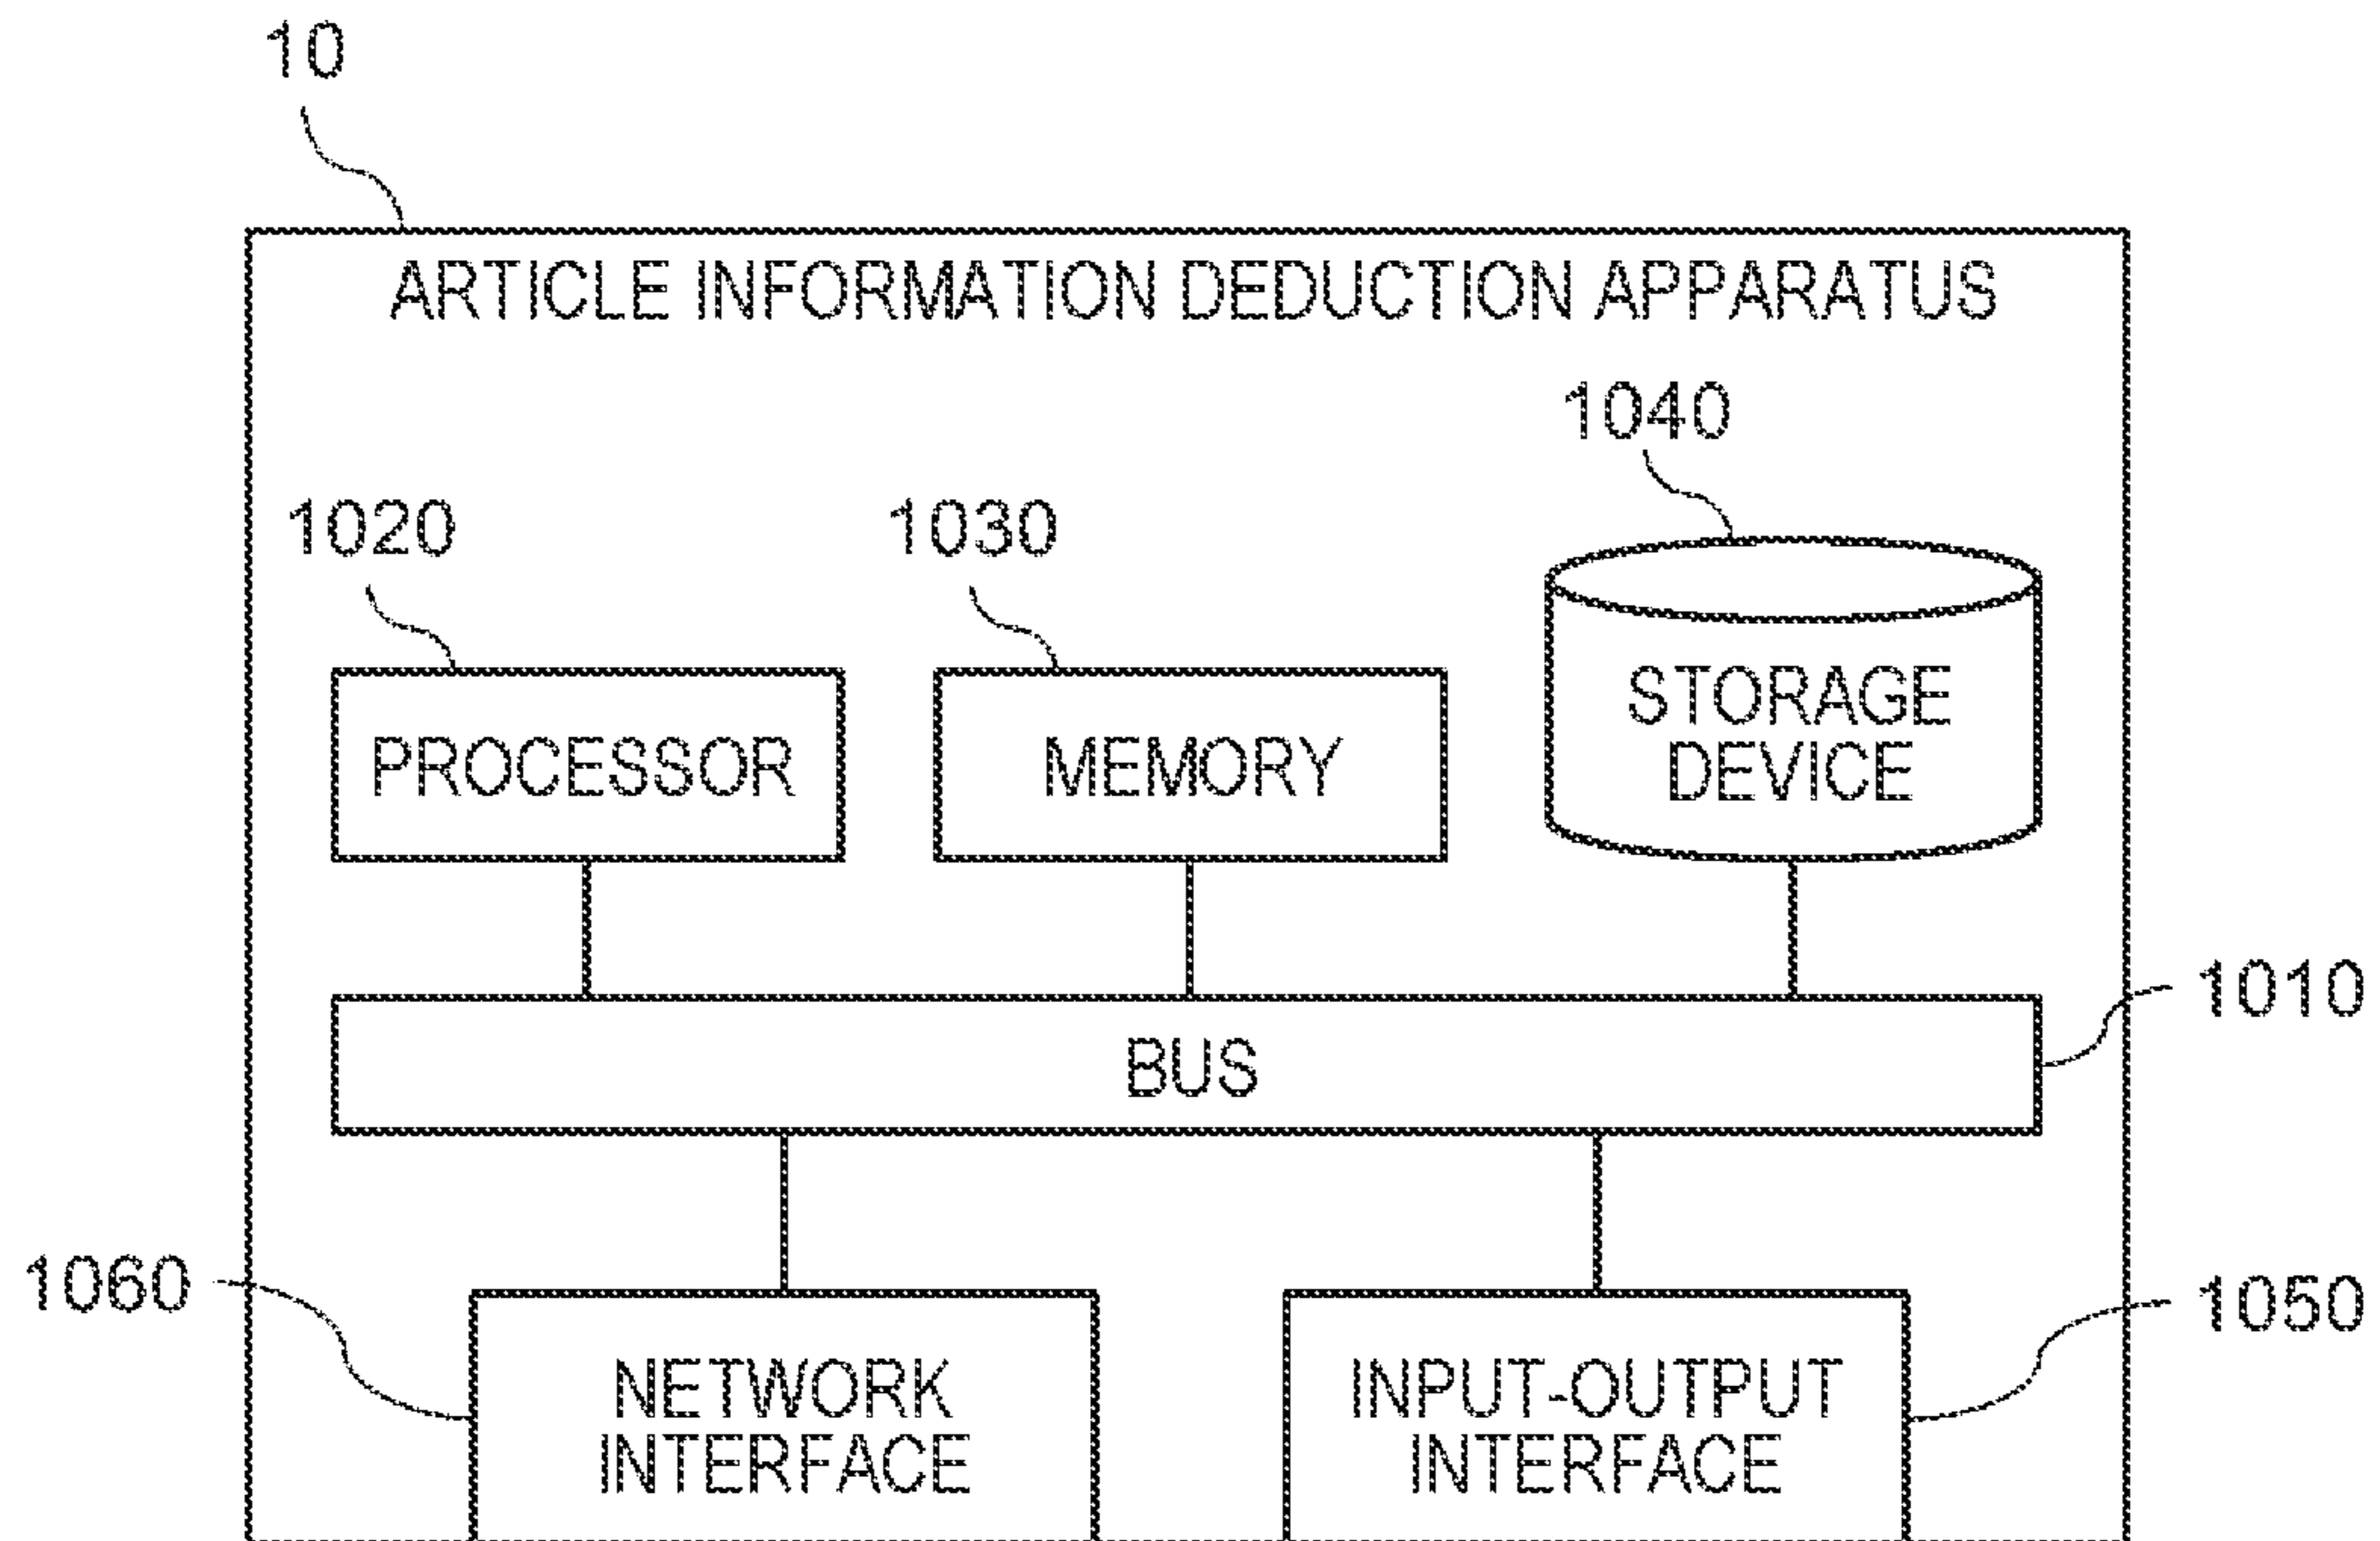 10
ARTICLE INFORMATION DEDUCTION APPARATUS
1040
1020
1030
PROCESSOR
MEMORY
STORAGE
DEVICE
1010
BUS
1060
1050
NETWORK
INTERFACE
INPUT-OUTPUT
INTERFACE